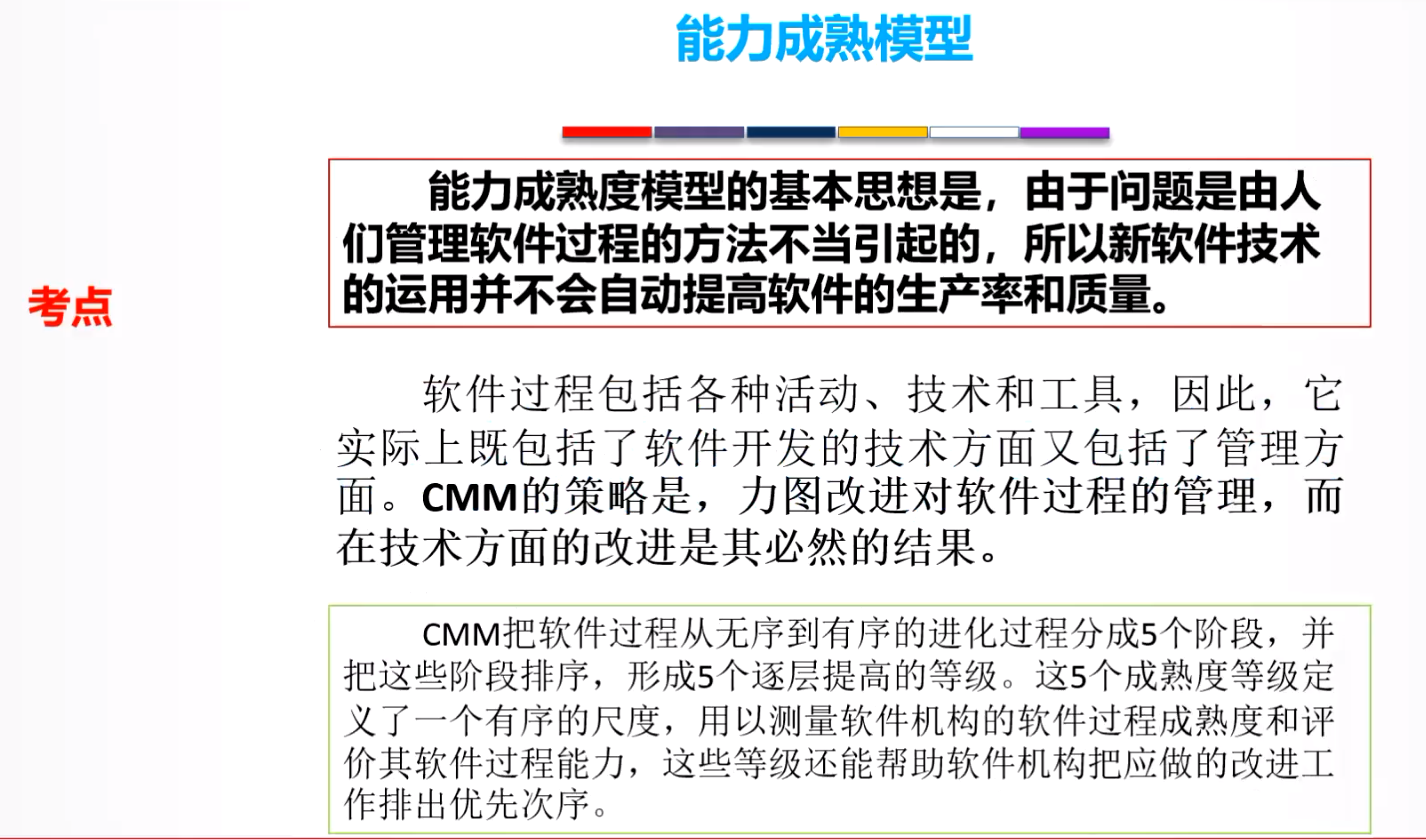 能力成熟模型
能力成熟度模型的基本思想是，由于问题是由人
们管理软件过程的方法不当引起的，所以新软件技术
的运用并不会自动提高软件的生产率和质量。
考点
软件过程包括各种活动、技术和工具，因此，它
实际上既包括了软件开发的技术方面又包括了管理方
面。CMM的策略是，力图改进对软件过程的管理，而
在技术方面的改进是其必然的结果。
CMM把软件过程从无序到有序的进化过程分成5个阶段，并
把这些阶段排序，形成5个逐层提高的等级。这5个成熟度等级定
义了一个有序的尺度，用以测量软件机构的软件过程成熟度和评
价其软件过程能力，这些等级还能帮助软件机构把应做的改进工
作排出优先次序。